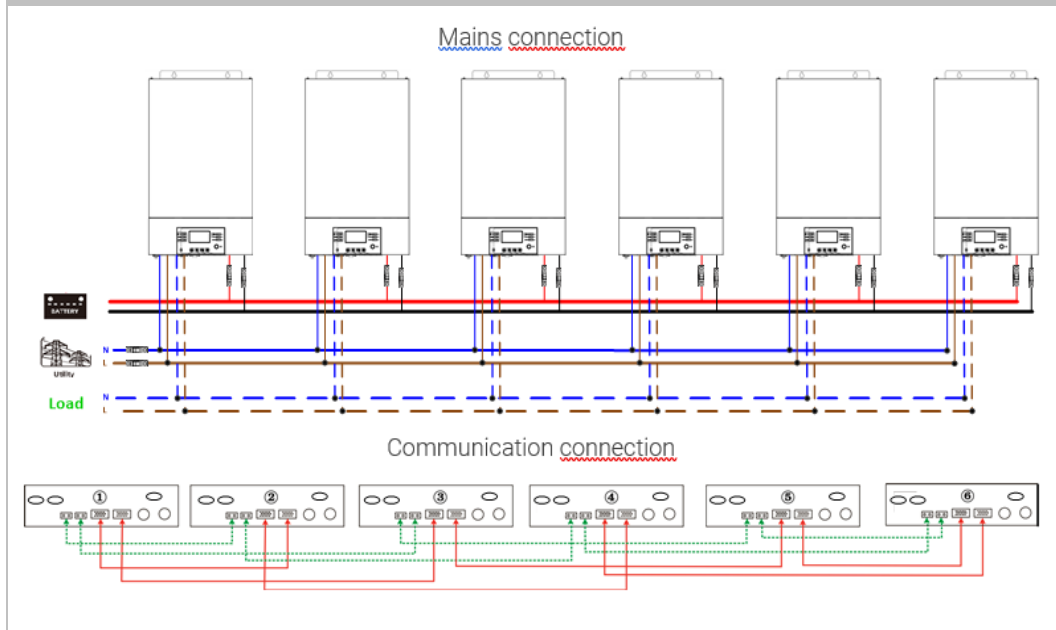 Mains connection
BATTERY
N
L
Utility
Load
N
L
Communication connection
①
②
③
④
⑤
⑥